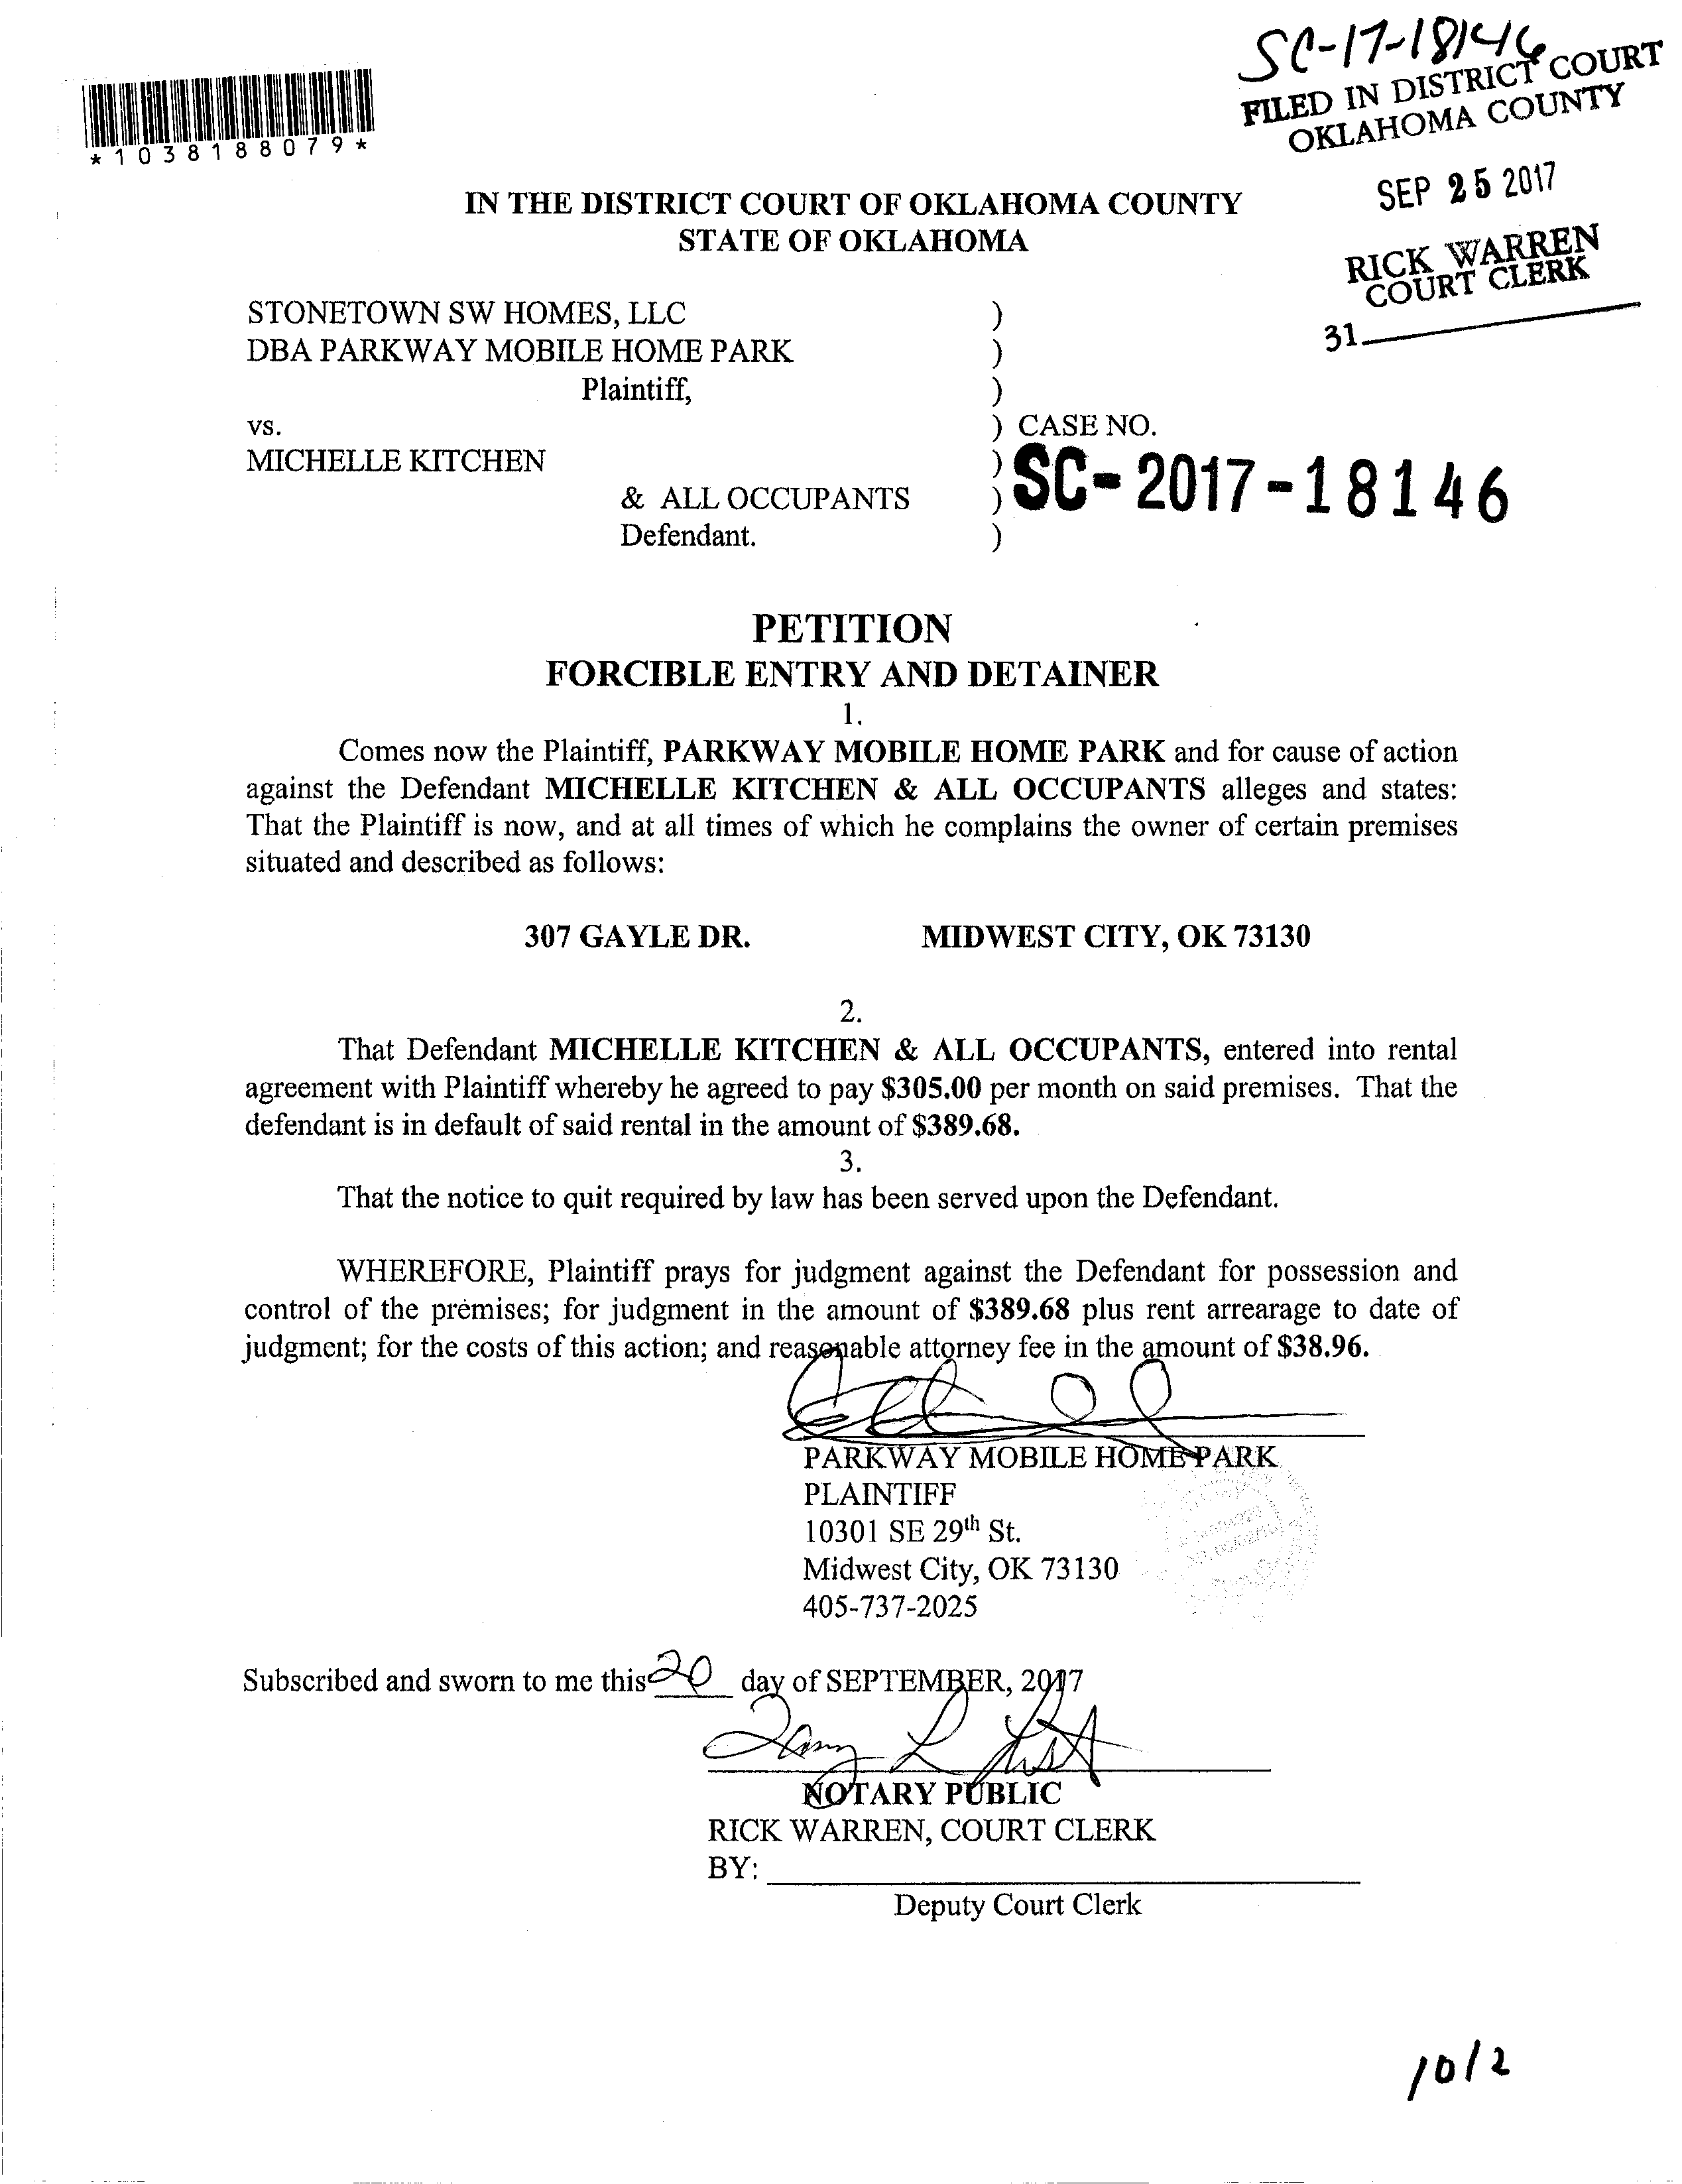 SC-17-18146
FILED IN DISTRICT COURT
OKLAHOMA COUNTY
SEP 25 2017
RICK WARREN
COURT CLERK
31
*1038188079*
IN THE DISTRICT COURT OF OKLAHOMA COUNTY
STATE OF OKLAHOMA
STONETOWN SW HOMES, LLC )
DBA PARKWAY MOBILE HOME PARK )
Plaintiff, )
vs. ) CASE NO.
MICHELLE KITCHEN )
& ALL OCCUPANTS ) SC-2017-18146
Defendant. )
PETITION
FORCIBLE ENTRY AND DETAINER
1.
Comes now the Plaintiff, PARKWAY MOBILE HOME PARK and for cause of action
against the Defendant MICHELLE KITCHEN & ALL OCCUPANTS alleges and states:
That the Plaintiff is now, and at all times of which he complains the owner of certain premises
situated and described as follows:
307 GAYLE DR. MIDWEST CITY, OK 73130
2.
That Defendant MICHELLE KITCHEN & ALL OCCUPANTS, entered into rental
agreement with Plaintiff whereby he agreed to pay $305.00 per month on said premises. That the
defendant is in default of said rental in the amount of $389.68.
3.
That the notice to quit required by law has been served upon the Defendant.
WHEREFORE, Plaintiff prays for judgment against the Defendant for possession and
control of the premises; for judgment in the amount of $389.68 plus rent arrearage to date of
judgment; for the costs of this action; and reasonable attorney fee in the amount of $38.96.
PARKWAY MOBILE HOME PARK
PLAINTIFF
10301 SE 29th St.
Midwest City, OK 73130
405-737-2025
Subscribed and sworn to me this 20 day of SEPTEMBER, 2017
NOTARY PUBLIC
RICK WARREN, COURT CLERK
BY:
Deputy Court Clerk
10/2